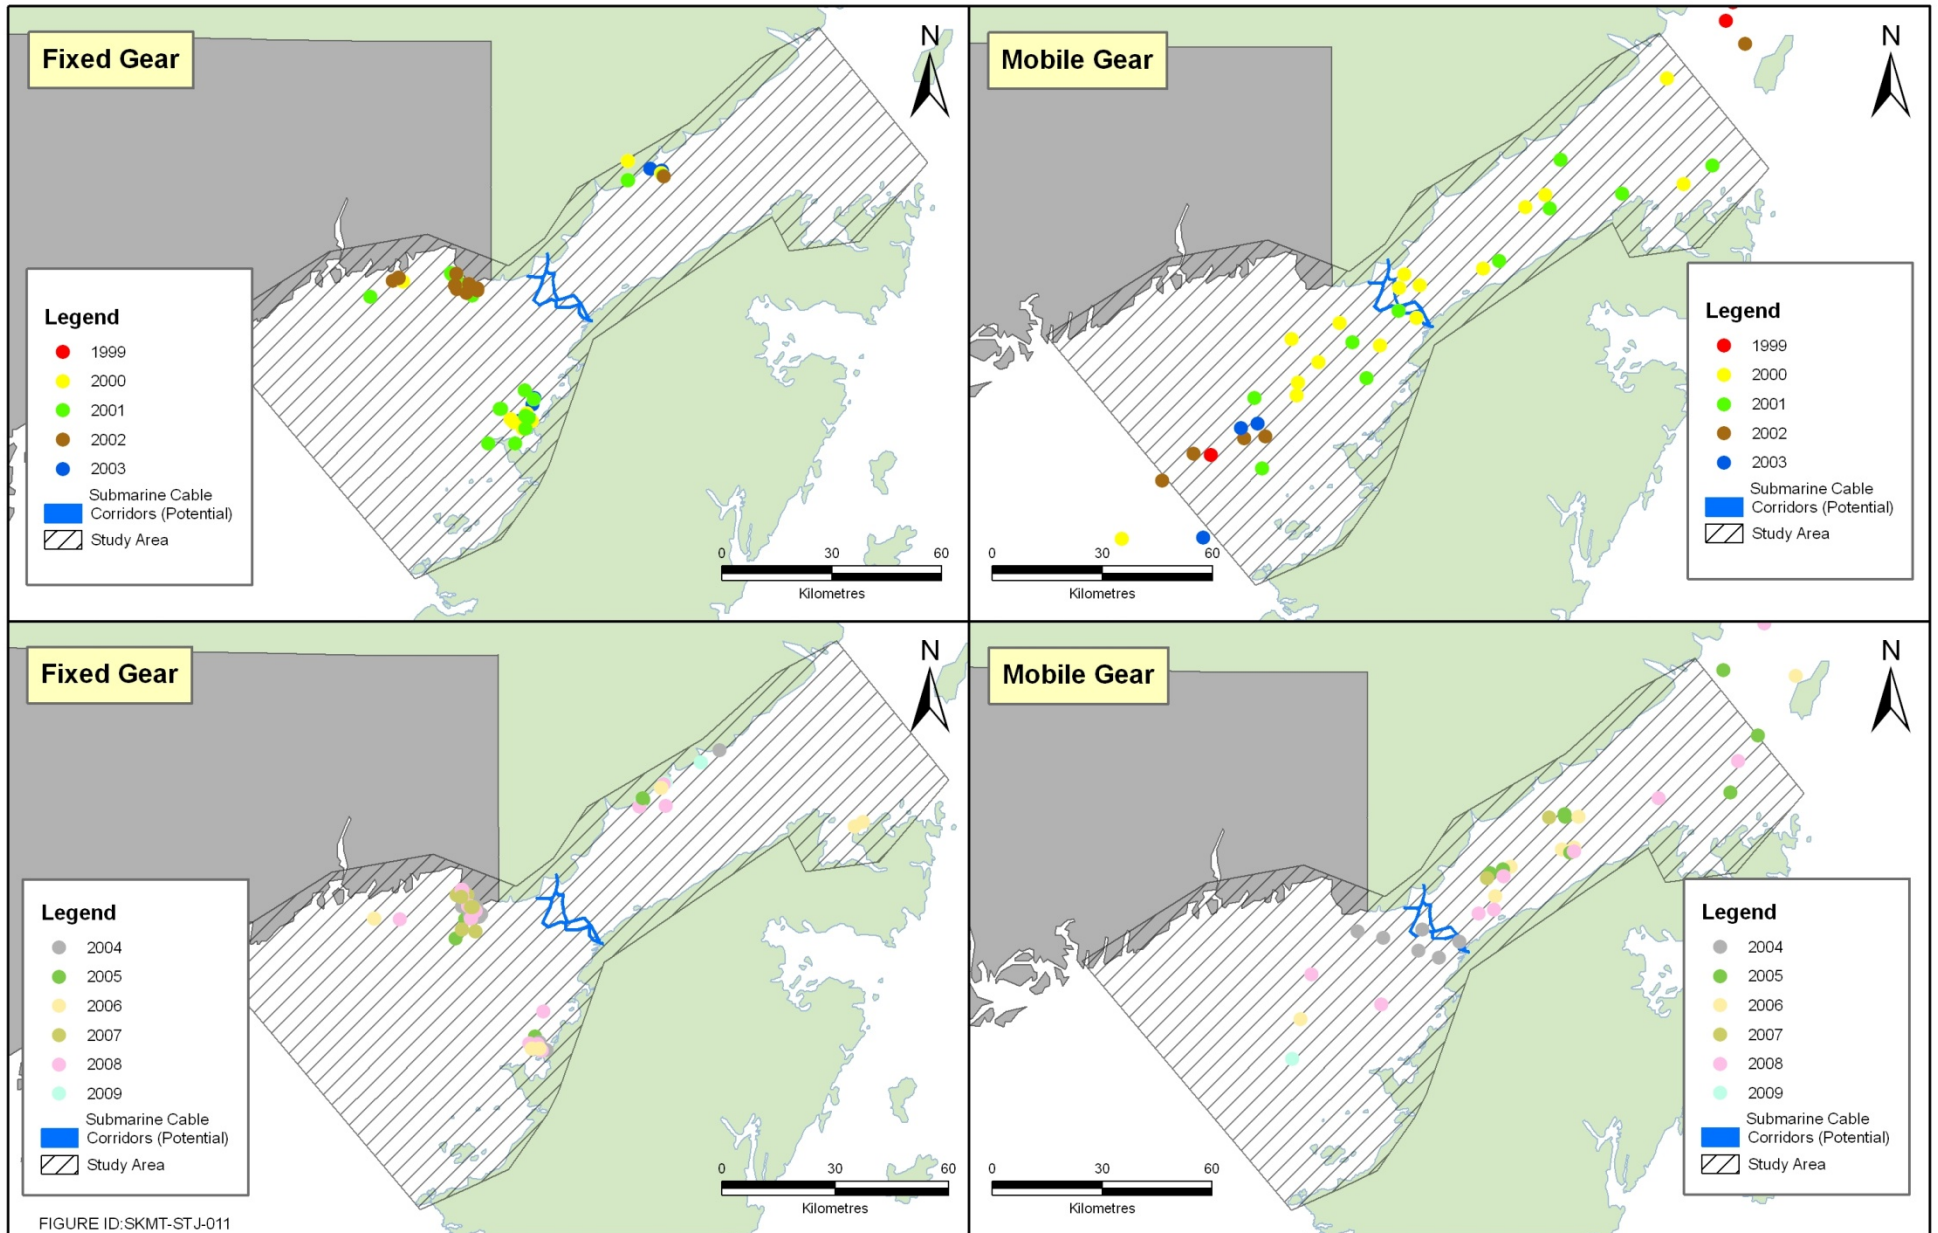 Fixed Gear
N
Legend
1999
2000
2001
2002
2003
Submarine Cable
Corridors (Potential)
Study Area
0 30 60
Kilometres
Mobile Gear
N
Legend
1999
2000
2001
2002
2003
Submarine Cable
Corridors (Potential)
Study Area
0 30 60
Kilometres
Fixed Gear
N
Legend
2004
2005
2006
2007
2008
2009
Submarine Cable
Corridors (Potential)
Study Area
0 30 60
Kilometres
FIGURE ID:SKMT-STJ-011
Mobile Gear
N
Legend
2004
2005
2006
2007
2008
2009
Submarine Cable
Corridors (Potential)
Study Area
0 30 60
Kilometres